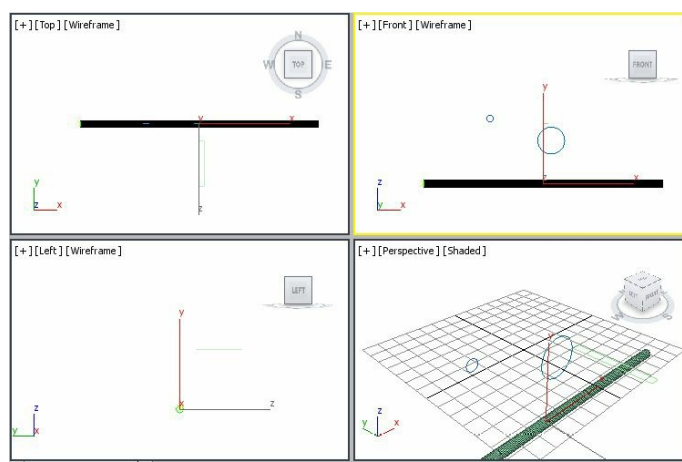 [+] [Top] [Wireframe]
N
W TOP E
S
y
x
z
y
z x
[+] [Front] [Wireframe]
FRONT
y
z
x
z
y x
[+] [Left] [Wireframe]
LEFT
y
x
z
z
y x
[+] [Perspective] [Shaded]
W S
y
x
z
y x